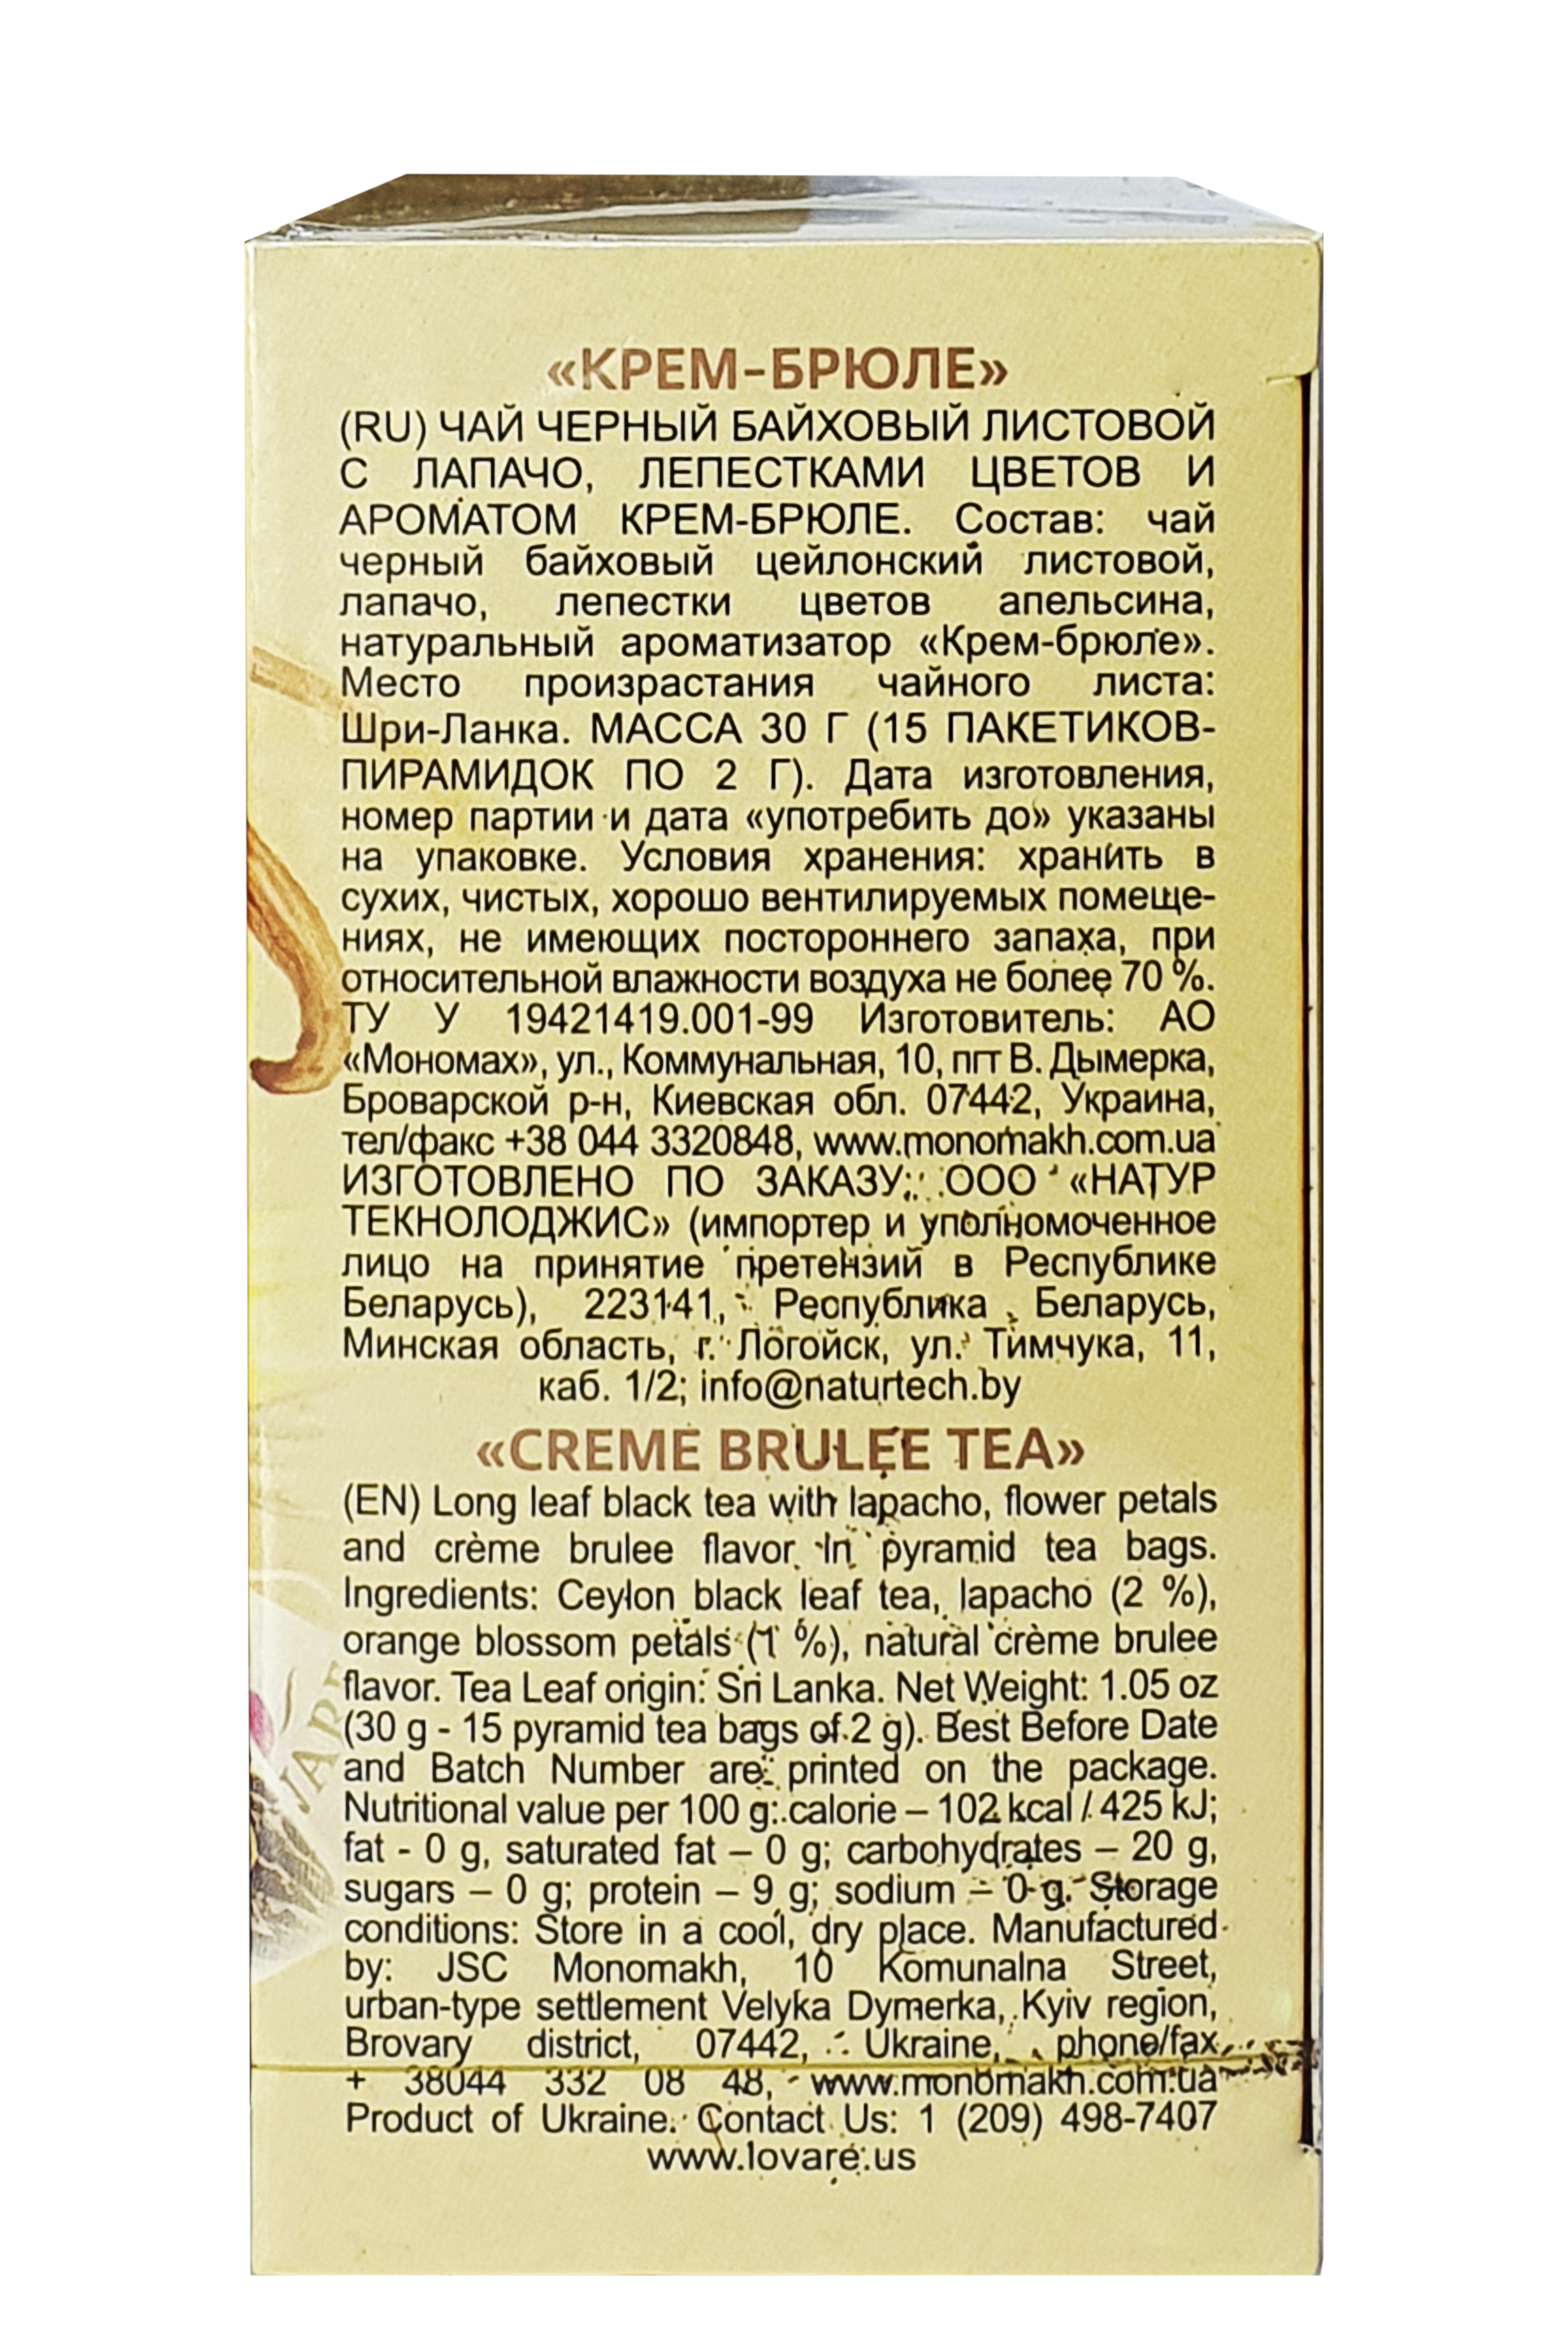 «КРЕМ-БРЮЛЕ»
(RU) ЧАЙ ЧЕРНЫЙ БАЙХОВЫЙ ЛИСТОВОЙ
С ЛАПАЧО, ЛЕПЕСТКАМИ ЦВЕТОВ И
АРОМАТОМ КРЕМ-БРЮЛЕ. Состав: чай
черный байховый цейлонский листовой,
лапачо, лепестки цветов апельсина,
натуральный ароматизатор «Крем-брюле».
Место произрастания чайного листа:
Шри-Ланка. МАССА 30 Г (15 ПАКЕТИКОВ-
ПИРАМИДОК ПО 2 Г). Дата изготовления,
номер партии и дата «употребить до» указаны
на упаковке. Условия хранения: хранить в
сухих, чистых, хорошо вентилируемых помеще-
ниях, не имеющих постороннего запаха, при
относительной влажности воздуха не более 70 %.
ТУ У 19421419.001-99 Изготовитель: АО
«Мономах», ул., Коммунальная, 10, пгт В. Дымерка,
Броварской р-н, Киевская обл. 07442, Украина,
тел/факс +38 044 3320848, www.monomakh.com.ua
ИЗГОТОВЛЕНО ПО ЗАКАЗУ: ООО «НАТУР
ТЕКНОЛОДЖИС» (импортер и уполномоченное
лицо на принятие претензий в Республике
Беларусь), 223141, Республика Беларусь,
Минская область, г. Логойск, ул. Тимчука, 11,
каб. 1/2; info@naturtech.by
«CREME BRULEE TEA»
(EN) Long leaf black tea with lapacho, flower petals
and crème brulee flavor. In pyramid tea bags.
Ingredients: Ceylon black leaf tea, lapacho (2 %),
orange blossom petals (1 %), natural crème brulee
flavor. Tea Leaf origin: Sri Lanka. Net Weight: 1.05 oz
(30 g - 15 pyramid tea bags of 2 g). Best Before Date
and Batch Number are printed on the package.
Nutritional value per 100 g: calorie – 102 kcal / 425 kJ;
fat - 0 g, saturated fat – 0 g; carbohydrates – 20 g,
sugars – 0 g; protein – 9 g; sodium – 0 g. Storage
conditions: Store in a cool, dry place. Manufactured
by: JSC Monomakh, 10 Komunalna Street,
urban-type settlement Velyka Dymerka, Kyiv region,
Brovary district, 07442, Ukraine, phone/fax
+ 38044 332 08 48, www.monomakh.com.ua
Product of Ukraine. Contact Us: 1 (209) 498-7407
www.lovare.us